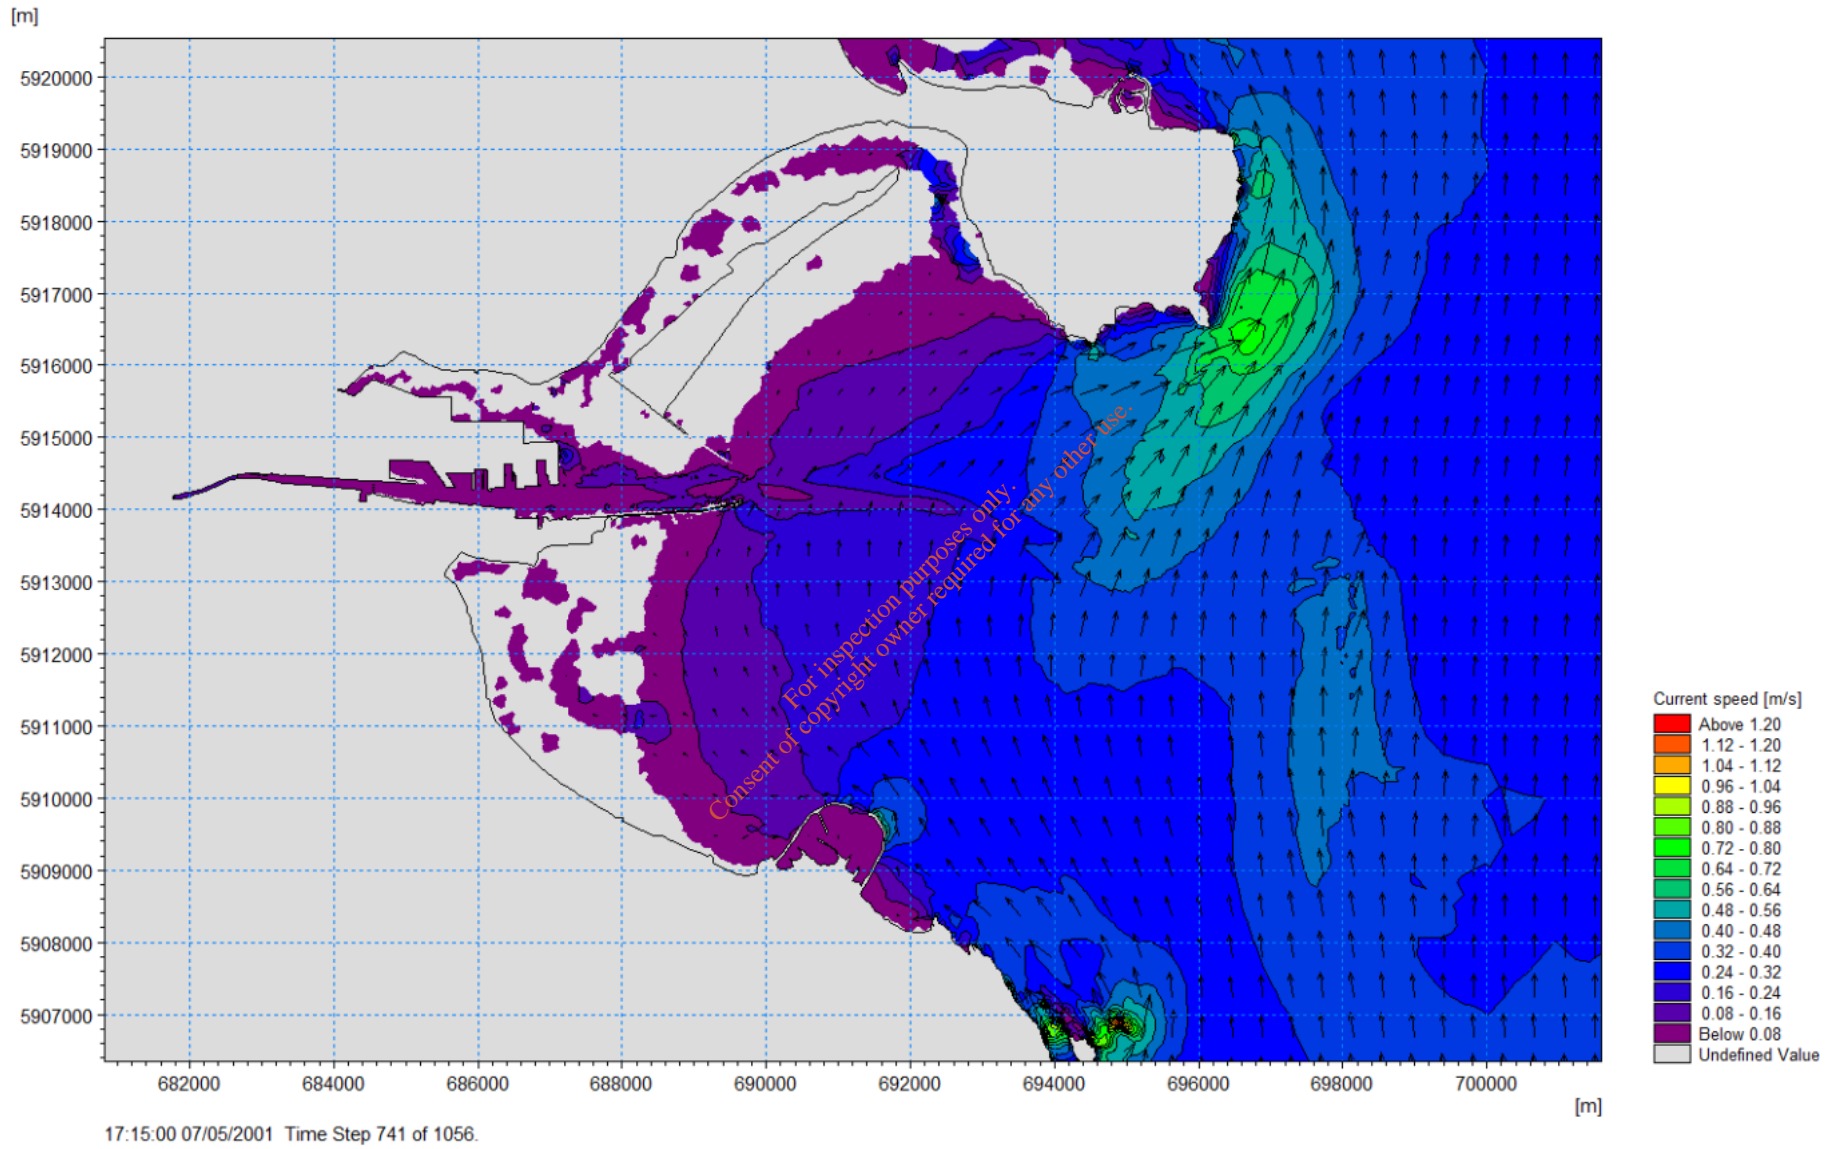 [m]
5920000
5919000
5918000
5917000
5916000
5915000
5914000
5913000
5912000
5911000
5910000
5909000
5908000
5907000
682000 684000 686000 688000 690000 692000 694000 696000 698000 700000
[m]
For inspection purposes only.
Consent of copyright owner required for any other use.
Current speed [m/s]
Above 1.20
1.12 - 1.20
1.04 - 1.12
0.96 - 1.04
0.88 - 0.96
0.80 - 0.88
0.72 - 0.80
0.64 - 0.72
0.56 - 0.64
0.48 - 0.56
0.40 - 0.48
0.32 - 0.40
0.24 - 0.32
0.16 - 0.24
0.08 - 0.16
Below 0.08
Undefined Value
17:15:00 07/05/2001 Time Step 741 of 1056.